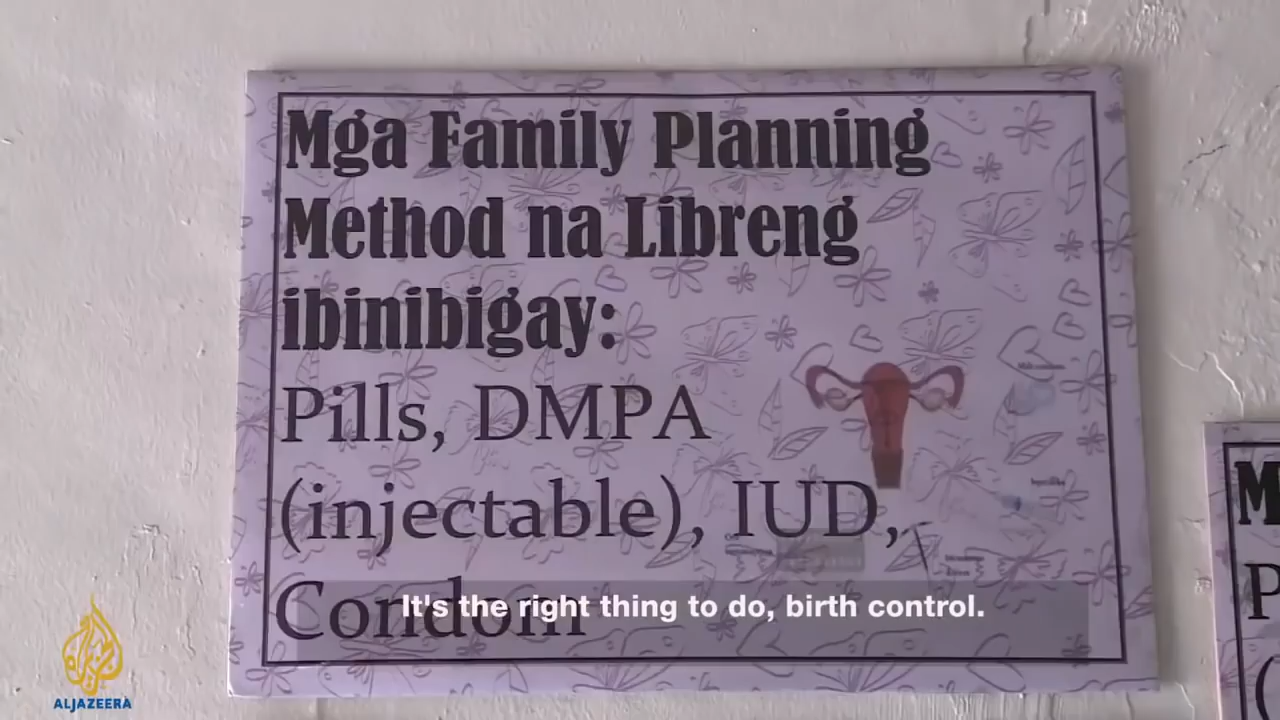 Mga Family Planning
Method na Libreng
ibinibigay:
Pills, DMPA
(injectable), IUD,
Condom
It's the right thing to do, birth control.
ALJAZEERA
M
P
(